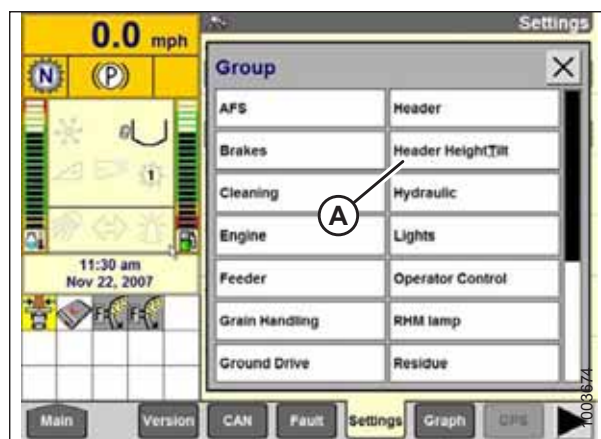 0.0 mph
Settings
N
(P)
Group
X
AFS
Header
Brakes
Header Height/Tilt
A
Cleaning
Hydraulic
1
Engine
Lights
11:30 am
Nov 22, 2007
Feeder
Operator Control
F
F
Grain Handling
RHM lamp
Ground Drive
Residue
1003674
Main
Version
CAN
Fault
Settings
Graph
GPS